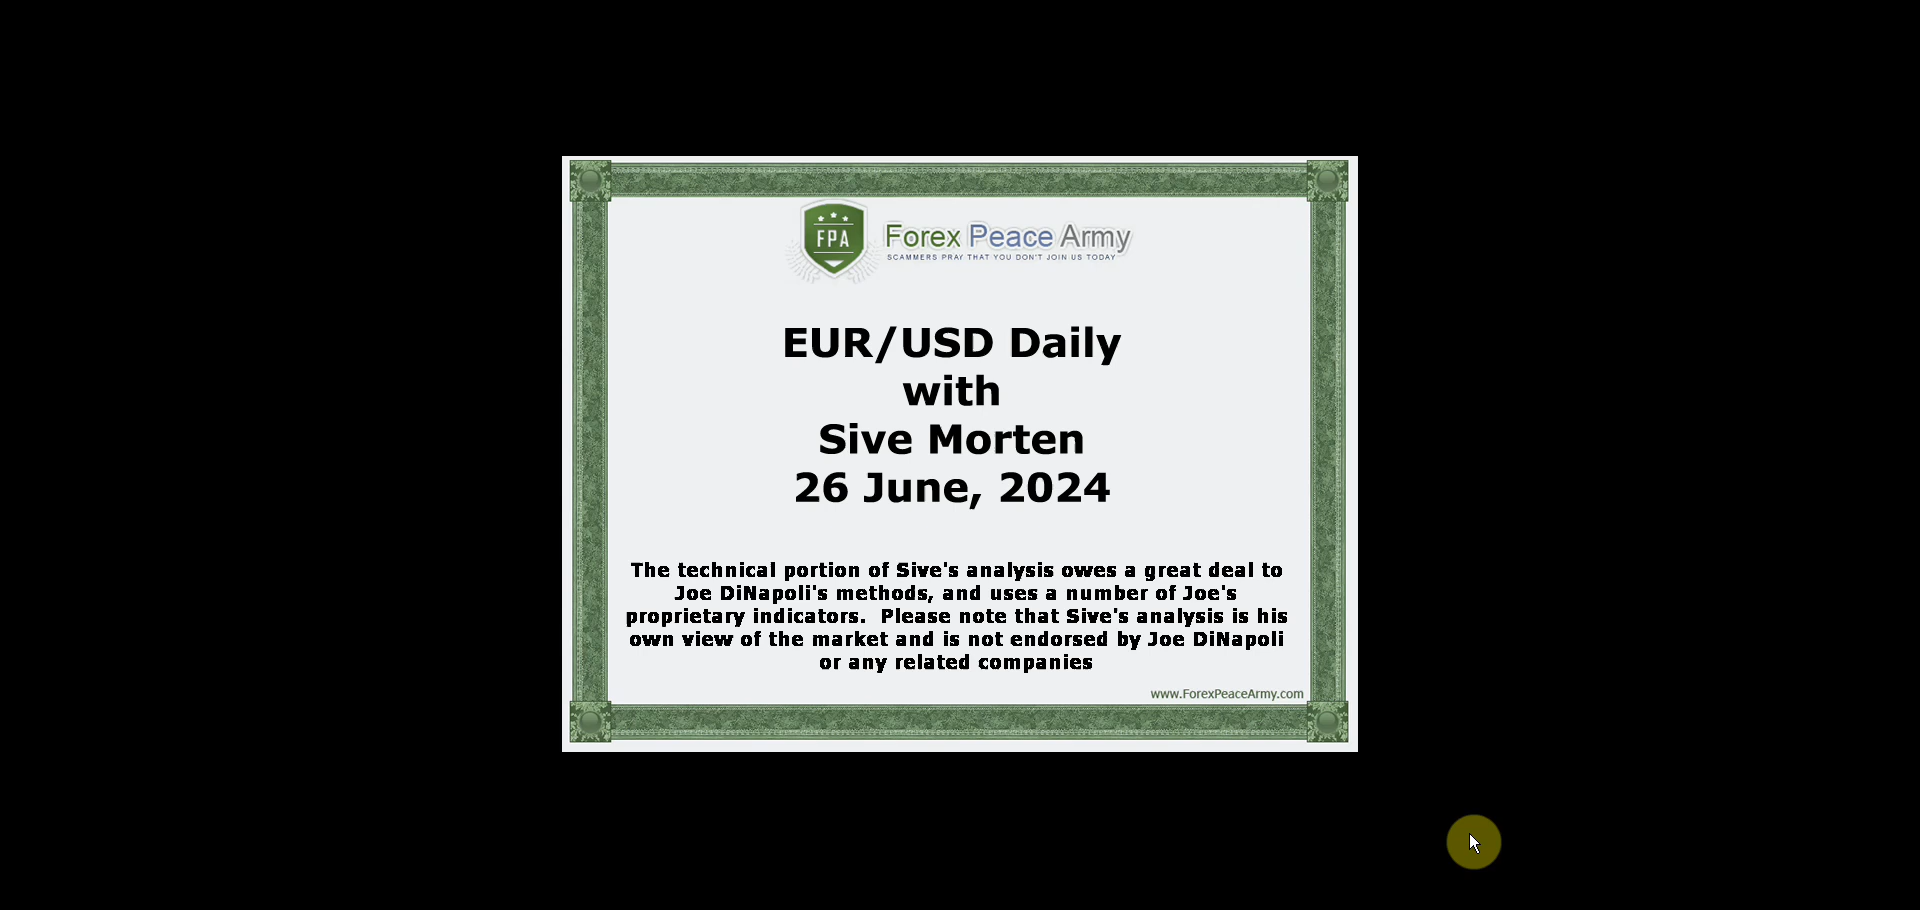 FPA
Forex Peace Army
SCAMMERS PRAY THAT YOU DON'T JOIN US TODAY
EUR/USD Daily
with
Sive Morten
26 June, 2024
The technical portion of Sive's analysis owes a great deal to
Joe DiNapoli's methods, and uses a number of Joe's
proprietary indicators.  Please note that Sive's analysis is his
own view of the market and is not endorsed by Joe DiNapoli
or any related companies
www.ForexPeaceArmy.com